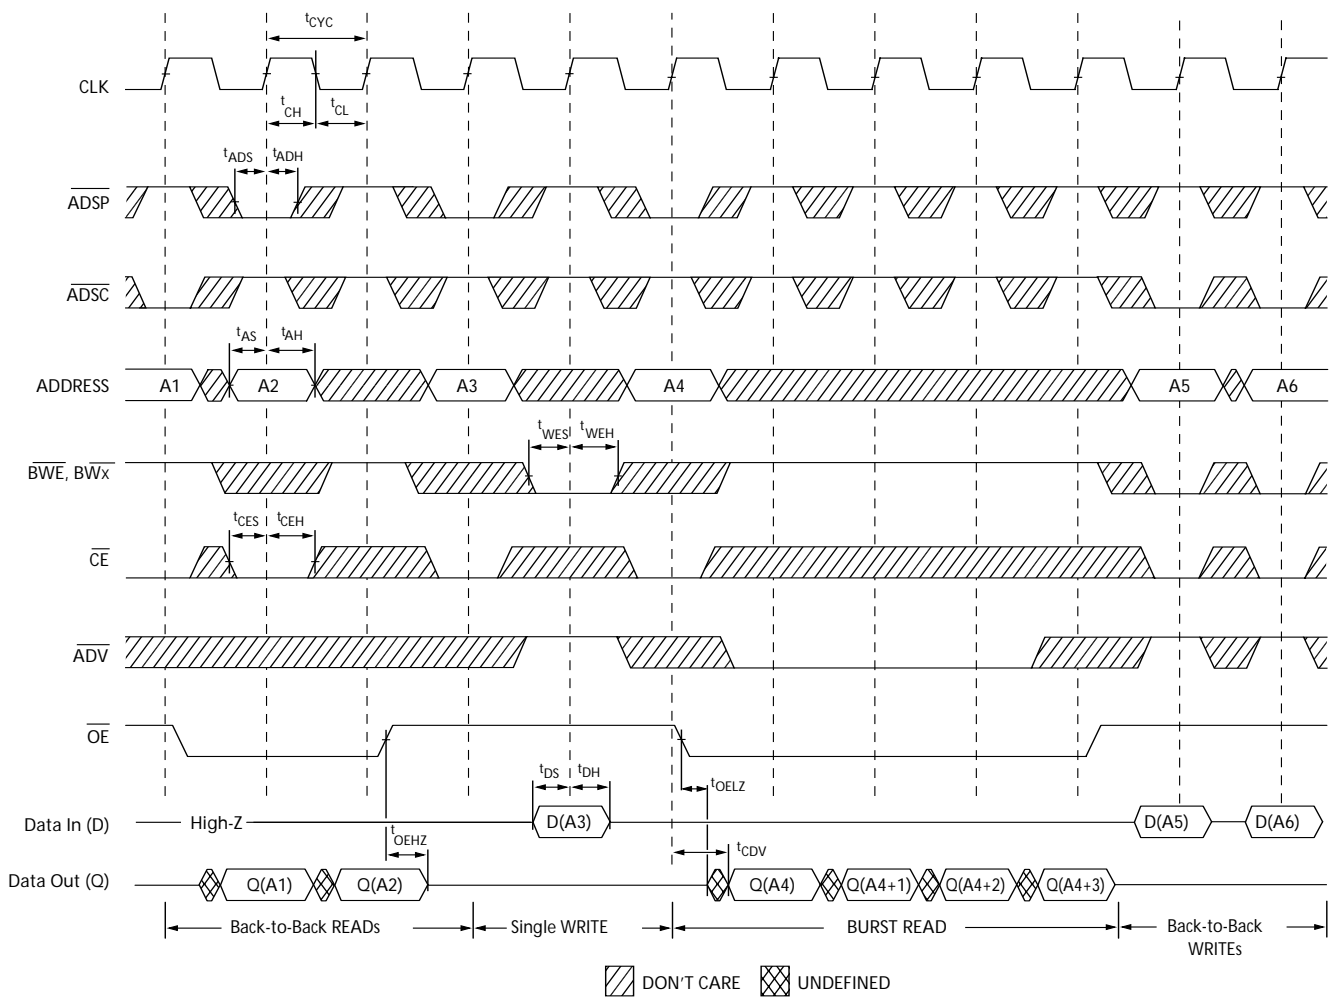 tCYC
CLK
tCH
tCL
tADS
tADH
ADSP
ADSC
tAS
tAH
ADDRESS
A1
A2
A3
A4
A5
A6
tWES
tWEH
BWE, BWx
tCES
tCEH
CE
ADV
OE
tDS
tDH
tOELZ
Data In (D)
High-Z
D(A3)
D(A5)
D(A6)
tOEHZ
tCDV
Data Out (Q)
Q(A1)
Q(A2)
Q(A4)
Q(A4+1)
Q(A4+2)
Q(A4+3)
Back-to-Back READs
Single WRITE
BURST READ
Back-to-Back
WRITEs
DON'T CARE
UNDEFINED